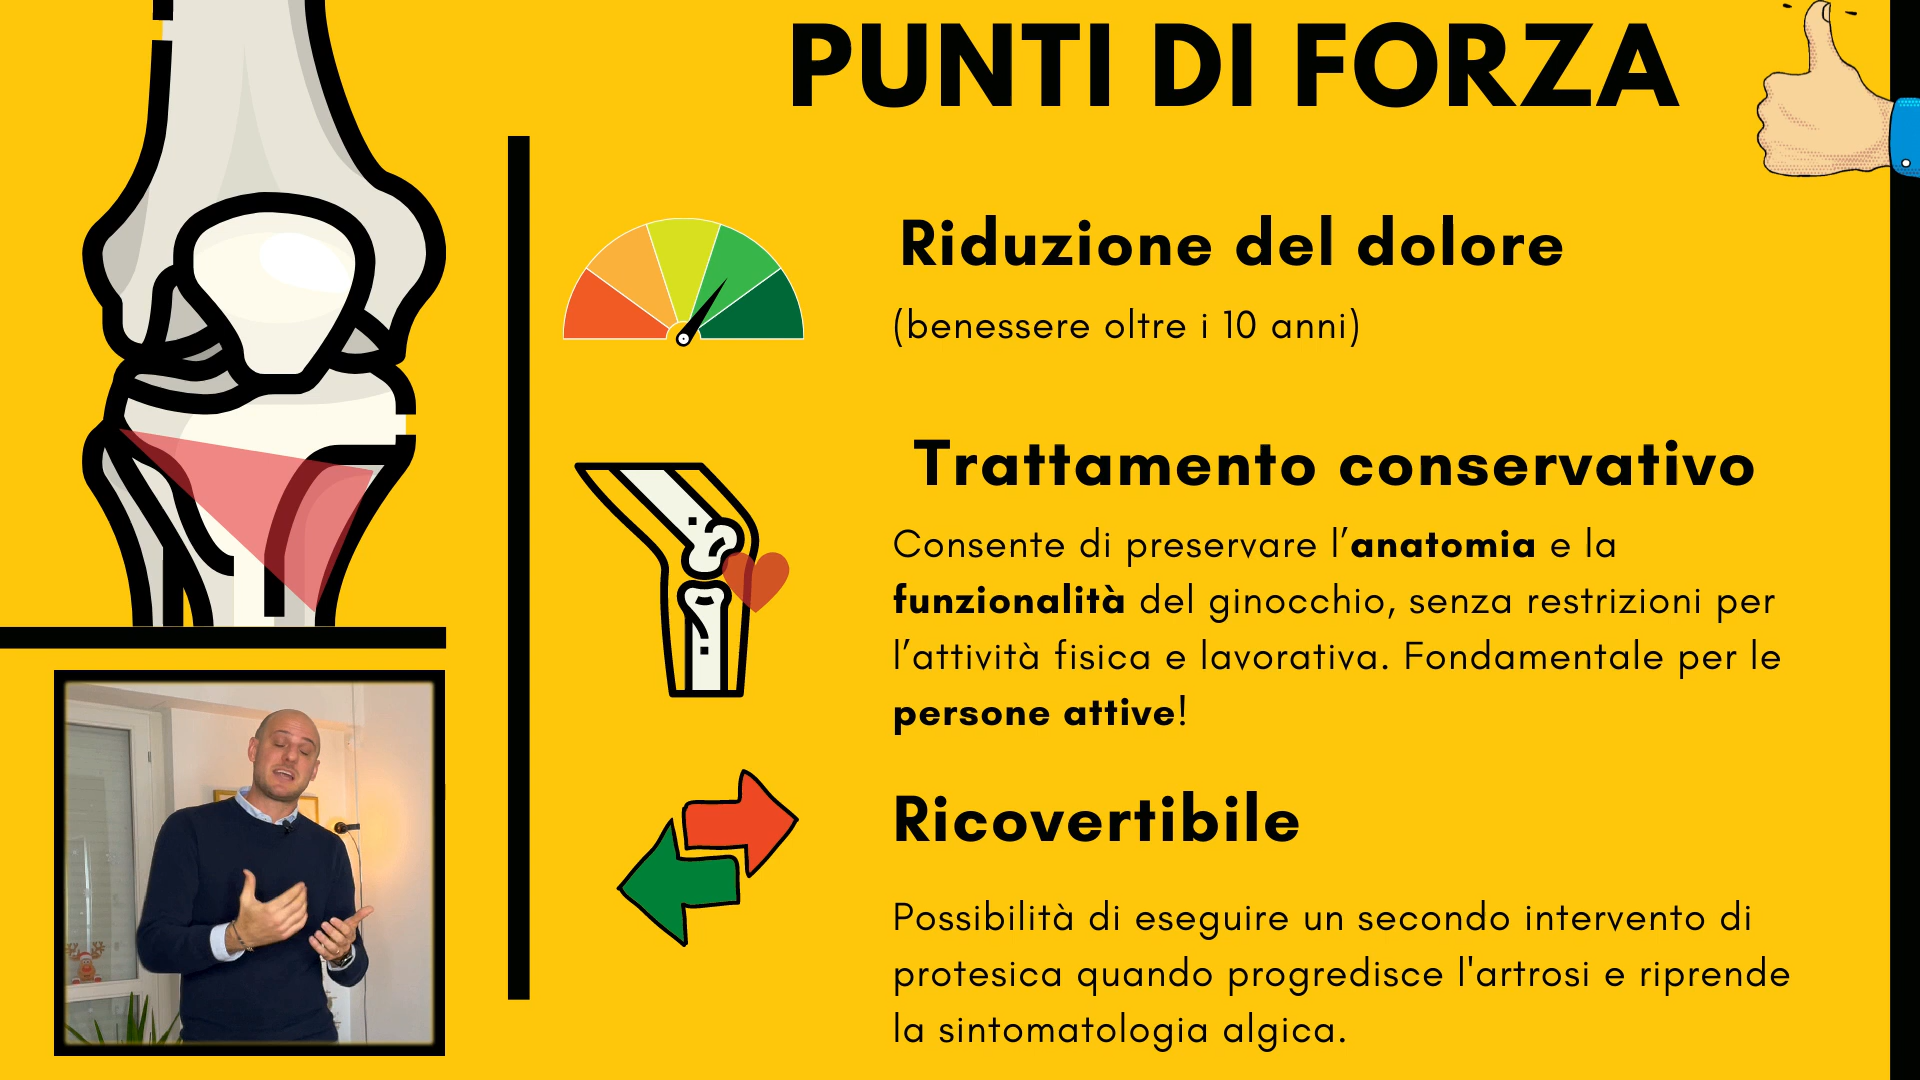 PUNTI DI FORZA
Riduzione del dolore
(benessere oltre i 10 anni)
Trattamento conservativo
Consente di preservare l’anatomia e la
funzionalità del ginocchio, senza restrizioni per
l’attività fisica e lavorativa. Fondamentale per le
persone attive!
Ricovertibile
Possibilità di eseguire un secondo intervento di
protesica quando progredisce l'artrosi e riprende
la sintomatologia algica.